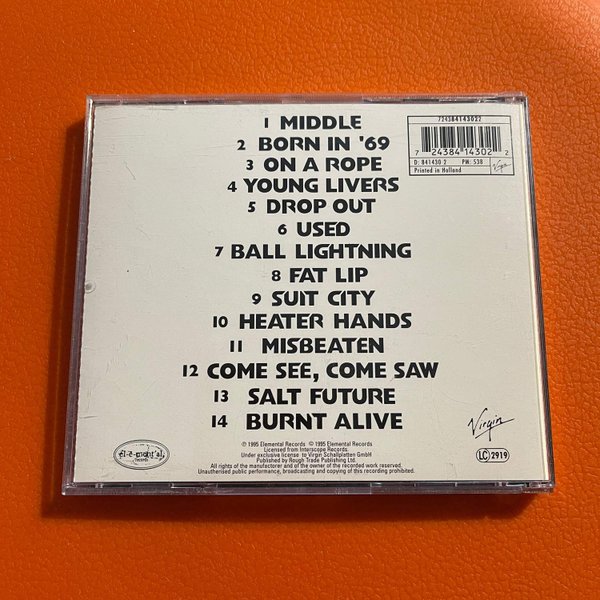 1 MIDDLE
2 BORN IN '69
3 ON A ROPE
4 YOUNG LIVERS
5 DROP OUT
6 USED
7 BALL LIGHTNING
8 FAT LIP
9 SUIT CITY
10 HEATER HANDS
11 MISBEATEN
12 COME SEE, COME SAW
13 SALT FUTURE
14 BURNT ALIVE
724384143022
7 24384 14302 2
D: 841430 2 PM: 538
Printed in Holland
Virgin
el-e-ment'al
records
℗ 1995 Elemental Records © 1995 Elemental Records
Licensed from Interscope Records.
Under exclusive license to Virgin Schallplatten GmbH
Published by Rough Trade Publishing Ltd.
All rights of the manufacturer and of the owner of the recorded work reserved.
Unauthorised public performance, broadcasting and copying of this recording prohibited.
Virgin
LC 2919